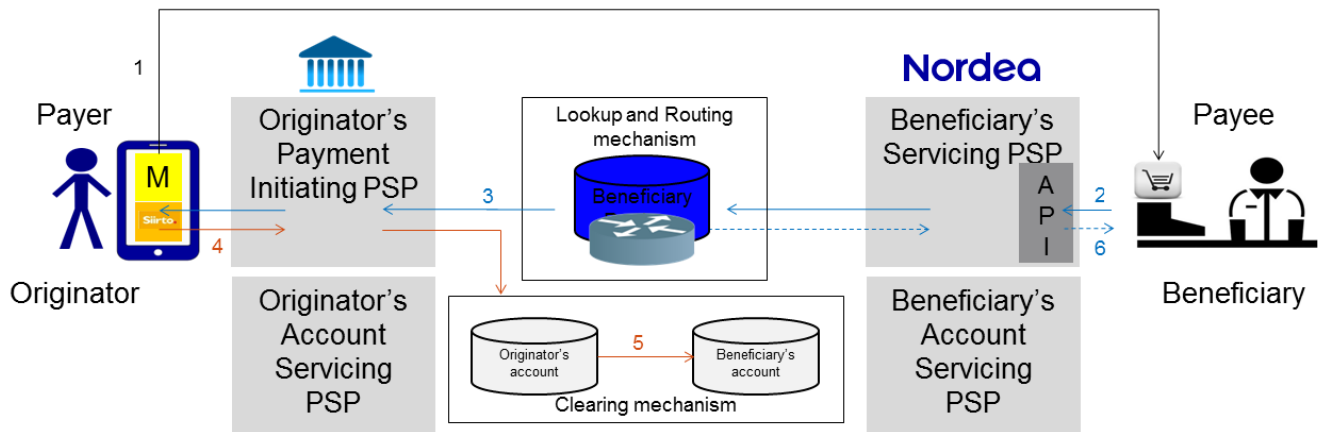 1
Nordea
Payer
Originator's
Payment
Initiating PSP
Lookup and Routing
mechanism
Beneficiary's
Servicing PSP
Payee
M
Siirto
3
Beneficiary
A
P
I
2
4
6
Originator
Originator's
Account
Servicing
PSP
Originator's
account
5
Beneficiary's
account
Clearing mechanism
Beneficiary's
Account
Servicing
PSP
Beneficiary